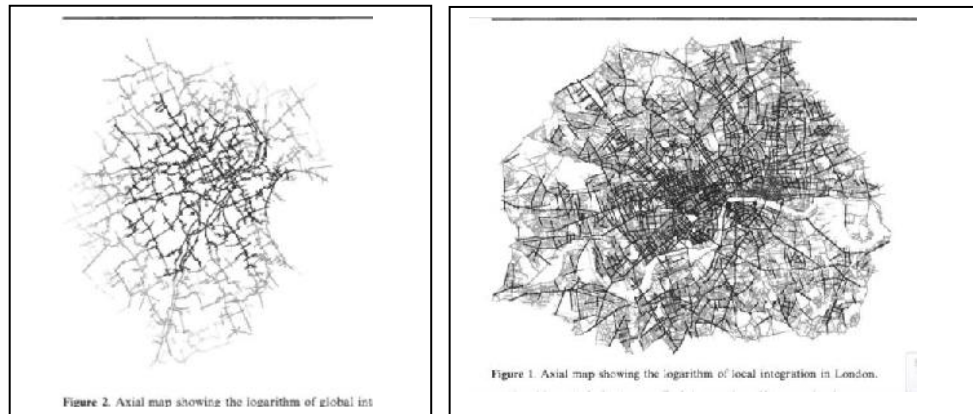 Figure 2. Axial map showing the logarithm of global int
Figure 1. Axial map showing the logarithm of local integration in London.